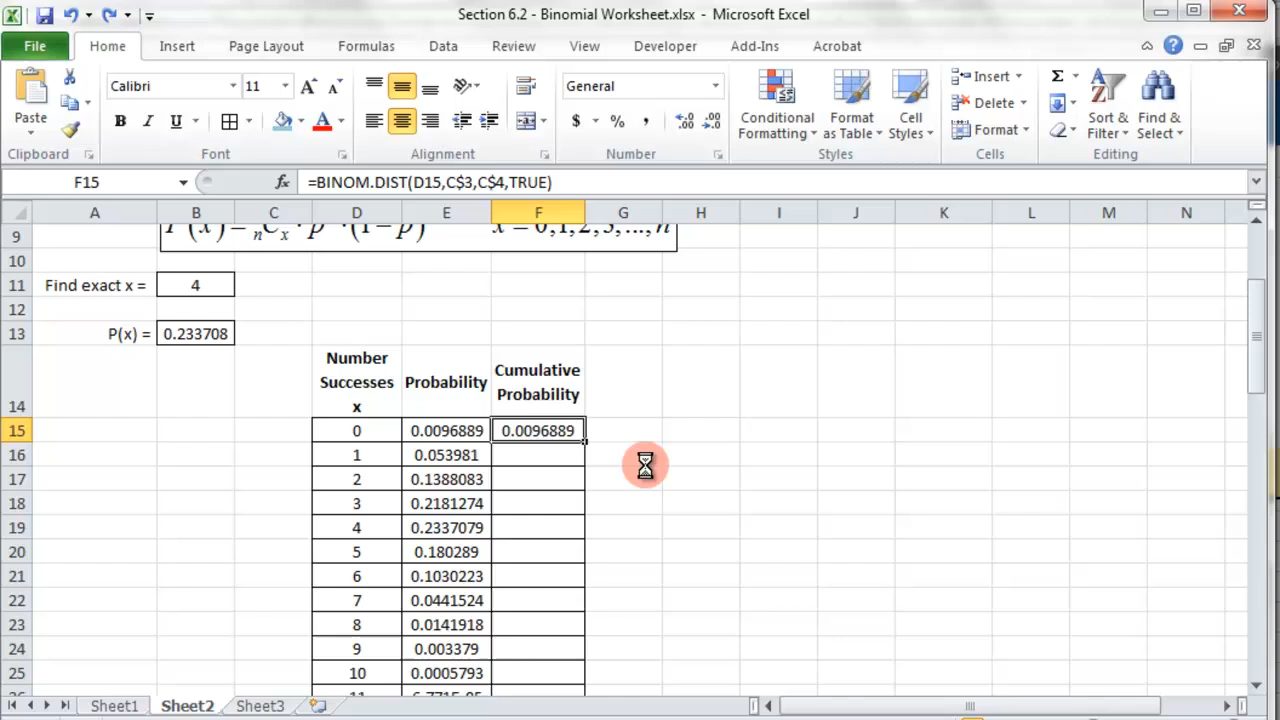 Section 6.2 - Binomial Worksheet.xlsx - Microsoft Excel
File Home Insert Page Layout Formulas Data Review View Developer Add-Ins Acrobat
Calibri 11 General Insert Σ
Paste Conditional Formatting Format as Table Cell Styles Delete Sort & Filter Find & Select
B I U A $ % , Format
Clipboard Font Alignment Number Styles Cells Editing
F15 fx =BINOM.DIST(D15,C$3,C$4,TRUE)
A B C D E F G H I J K L M N
9
10
11 Find exact x = 4
12
13 P(x) = 0.233708
14 Number Successes x Probability Cumulative Probability
15 0 0.0096889 0.0096889
16 1 0.053981
17 2 0.1388083
18 3 0.2181274
19 4 0.2337079
20 5 0.180289
21 6 0.1030223
22 7 0.0441524
23 8 0.0141918
24 9 0.003379
25 10 0.0005793
Sheet1 Sheet2 Sheet3